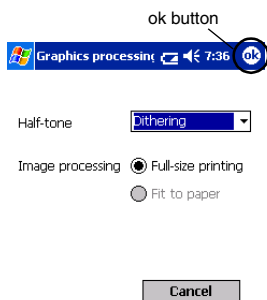 ok button
Graphics processing 7:36 ok
Half-tone Dithering
Image processing Full-size printing
Fit to paper
Cancel